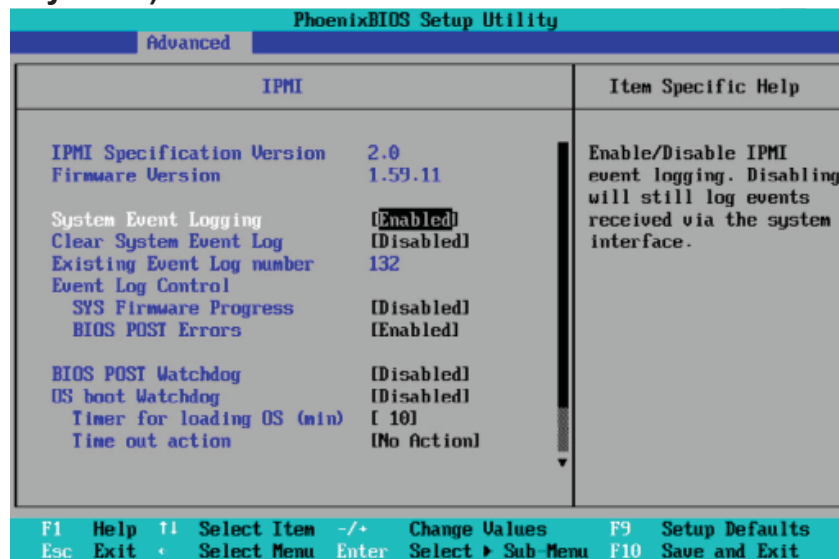 PhoenixBIOS Setup Utility
Advanced
IPMI
IPMI Specification Version 2.0
Firmware Version 1.59.11
System Event Logging [Enabled]
Clear System Event Log [Disabled]
Existing Event Log number 132
Event Log Control
SYS Firmware Progress [Disabled]
BIOS POST Errors [Enabled]
BIOS POST Watchdog [Disabled]
OS boot Watchdog [Disabled]
Timer for loading OS (min) [ 10]
Time out action [No Action]
Item Specific Help
Enable/Disable IPMI
event logging. Disabling
will still log events
received via the system
interface.
F1 Help ↑↓ Select Item -/+ Change Values F9 Setup Defaults
Esc Exit ‹ Select Menu Enter Select ▶ Sub-Menu F10 Save and Exit